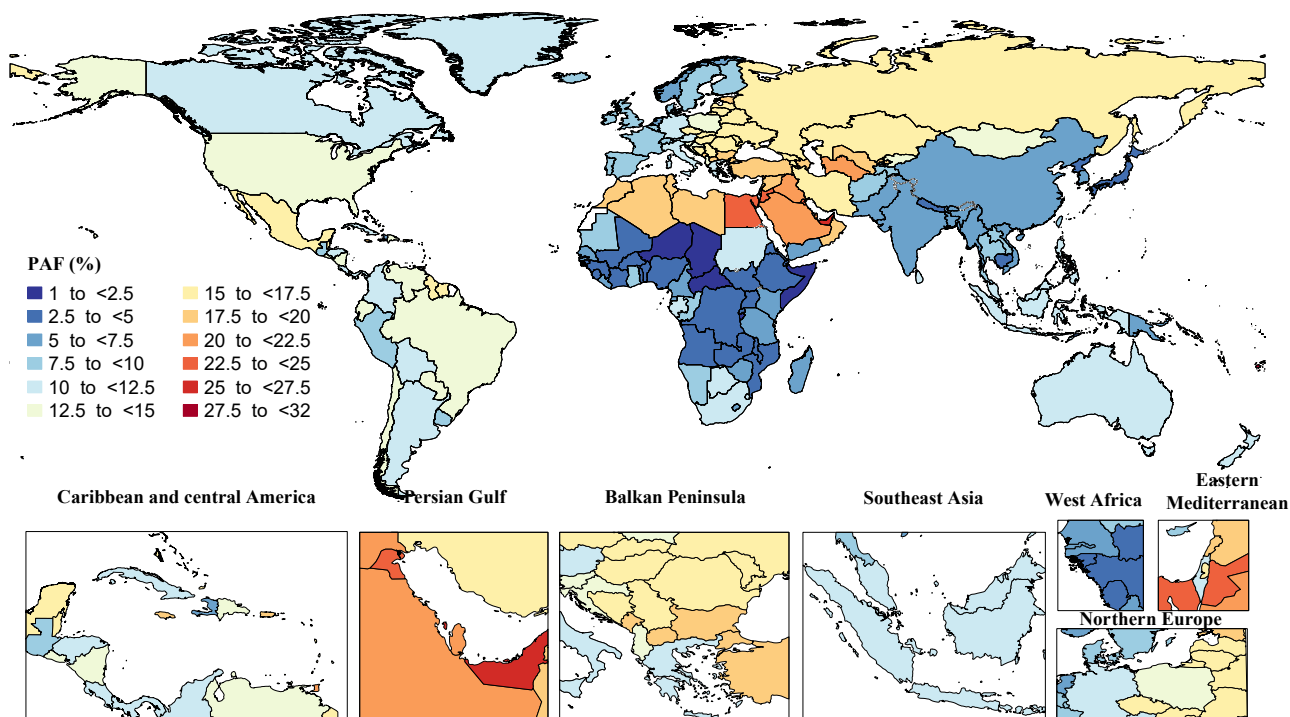 PAF (%)
1 to <2.5
2.5 to <5
5 to <7.5
7.5 to <10
10 to <12.5
12.5 to <15
15 to <17.5
17.5 to <20
20 to <22.5
22.5 to <25
25 to <27.5
27.5 to <32
Caribbean and central America
Persian Gulf
Balkan Peninsula
Southeast Asia
West Africa
Eastern
Mediterranean
Northern Europe